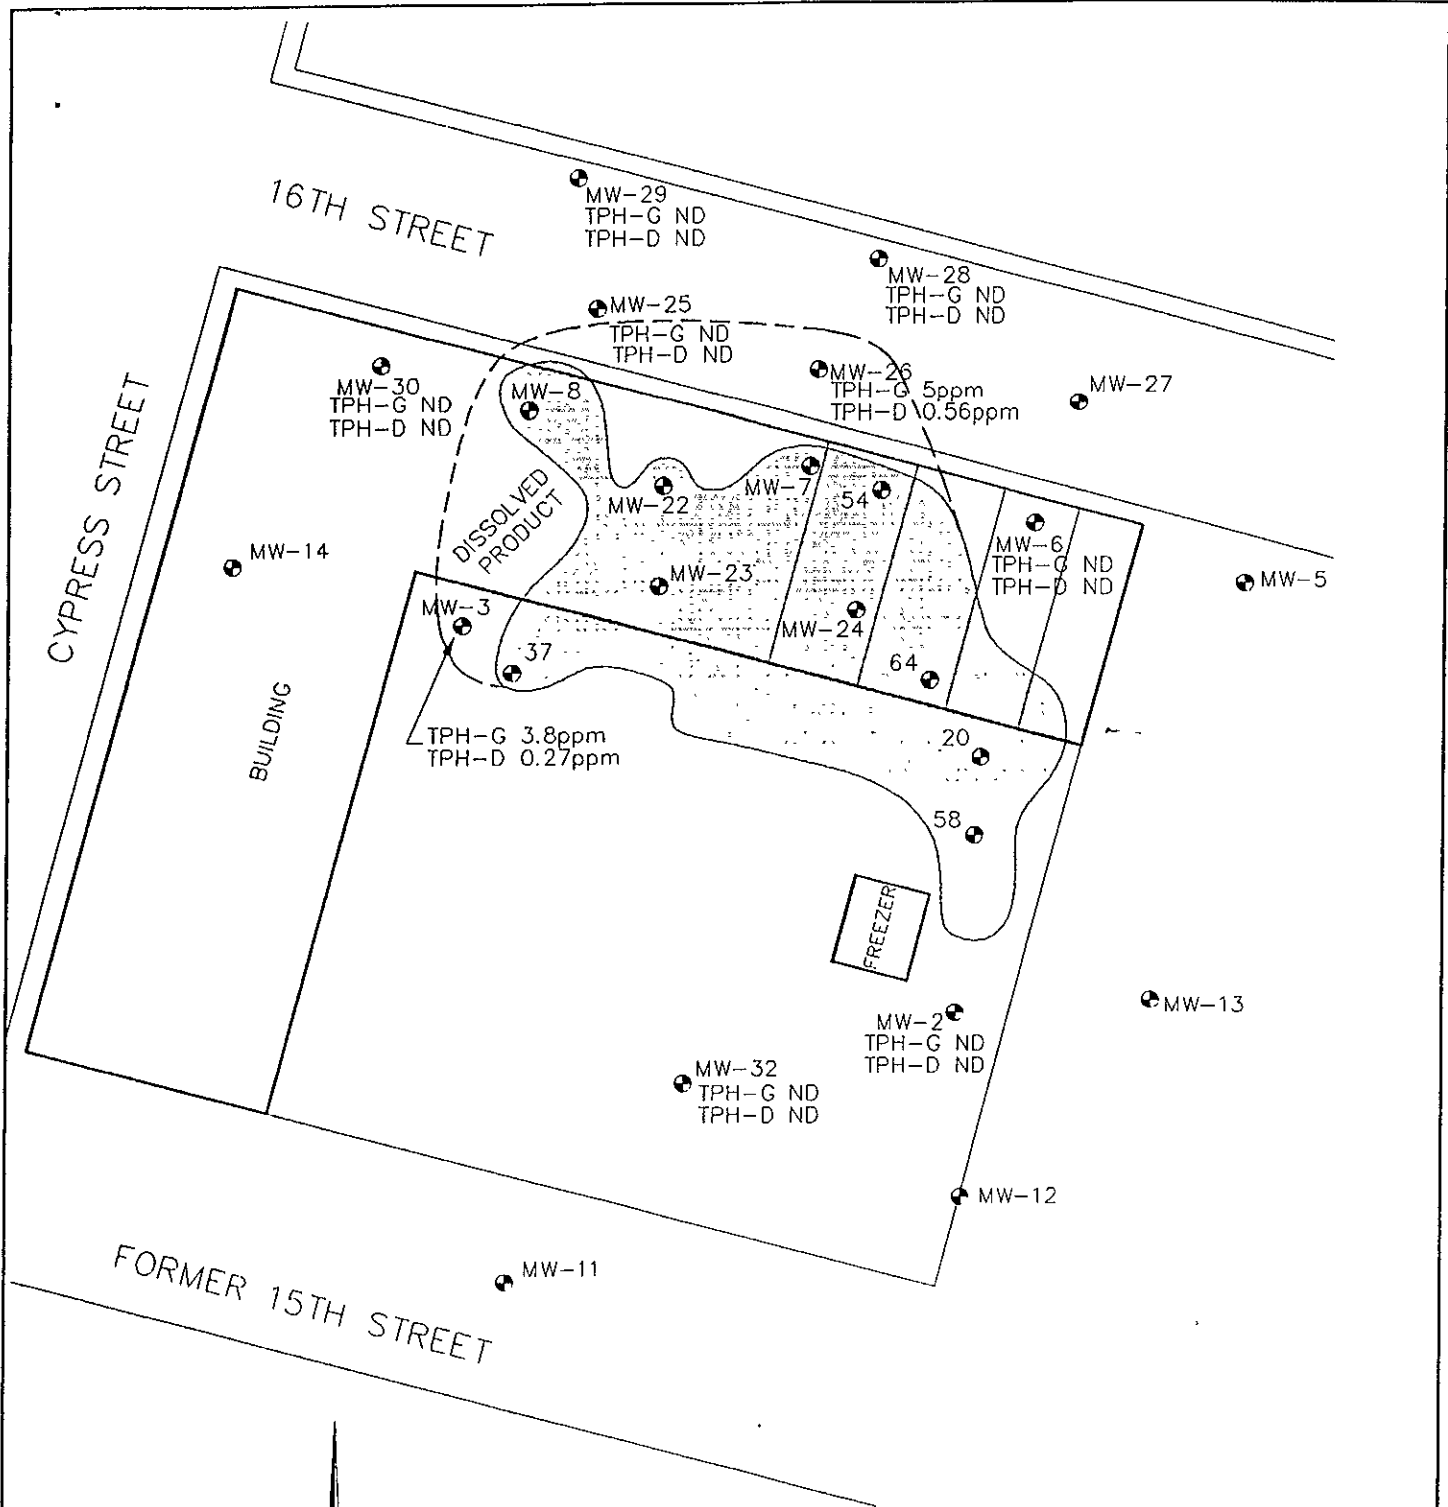 16TH STREET
MW-29
TPH-G ND
TPH-D ND
MW-28
TPH-G ND
TPH-D ND
MW-25
TPH-G ND
TPH-D ND
MW-26
TPH-G 5ppm
TPH-D 0.56ppm
MW-27
MW-30
TPH-G ND
TPH-D ND
MW-8
CYPRESS STREET
DISSOLVED
PRODUCT
MW-22
MW-7
54
MW-6
TPH-G ND
TPH-D ND
MW-5
MW-14
MW-23
MW-3
MW-24
37
64
BUILDING
TPH-G 3.8ppm
TPH-D 0.27ppm
20
58
FREEZER
MW-13
MW-2
TPH-G ND
TPH-D ND
MW-32
TPH-G ND
TPH-D ND
MW-12
MW-11
FORMER 15TH STREET